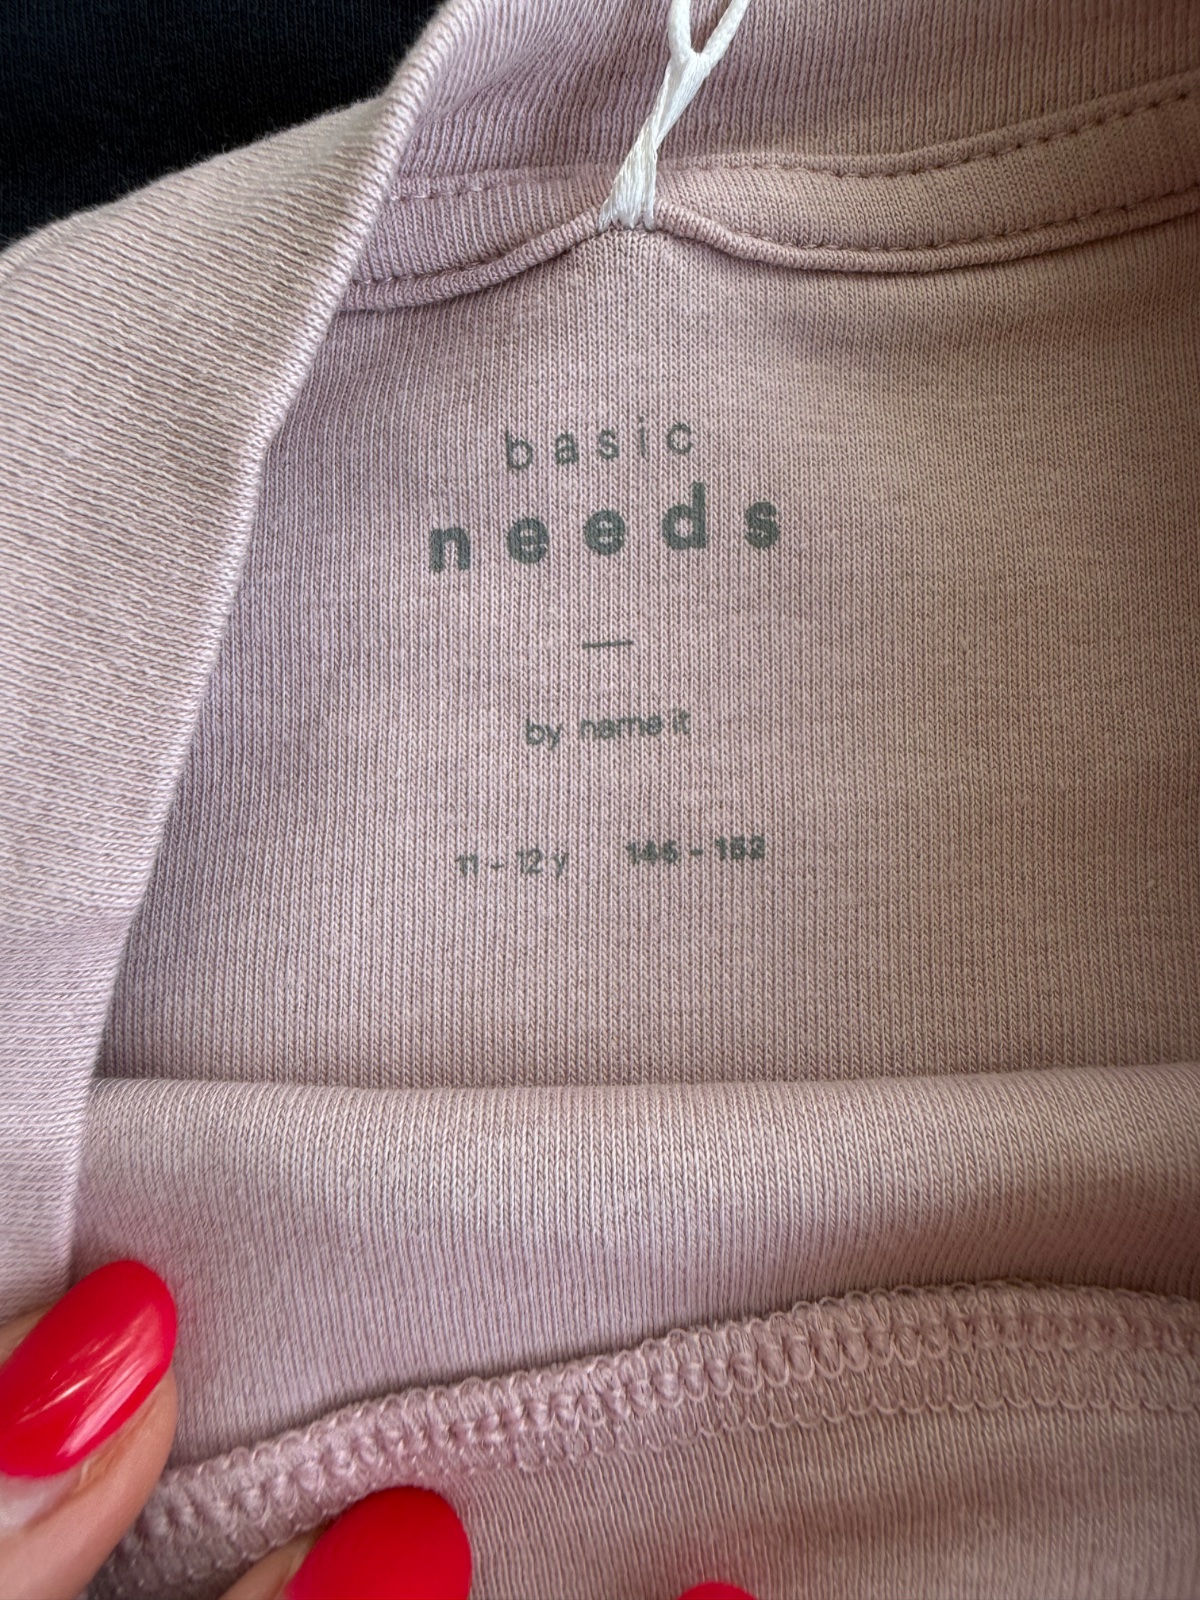 basic
needs
by name it
11 - 12 y 146 - 152